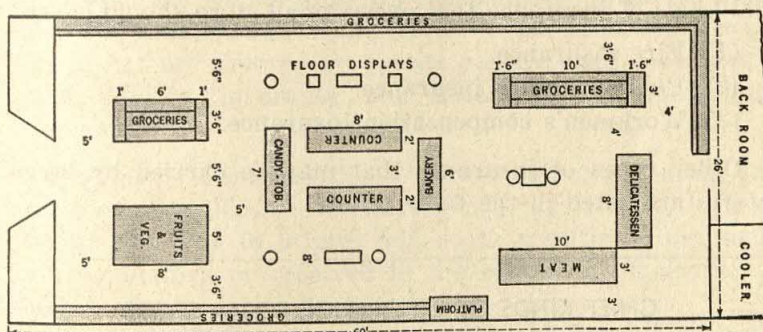 GROCERIES
FLOOR DISPLAYS
5'-6"
1' 6' 1'
GROCERIES
3'-6"
5'
8'
COUNTER
2'
5'
COUNTER
2'
CANDY-TOB.
7'
BAKERY
6'
1'-6" 10' 1'-6"
GROCERIES
3'-6"
3'
4'
4'
5'-6"
5'
FRUITS
&
VEG.
8'
5'
5'
3'-6"
8'
DELICATESSEN
8'
10'
MEAT
3'
3'
PLATFORM
GROCERIES
60'
26'
BACK ROOM
COOLER